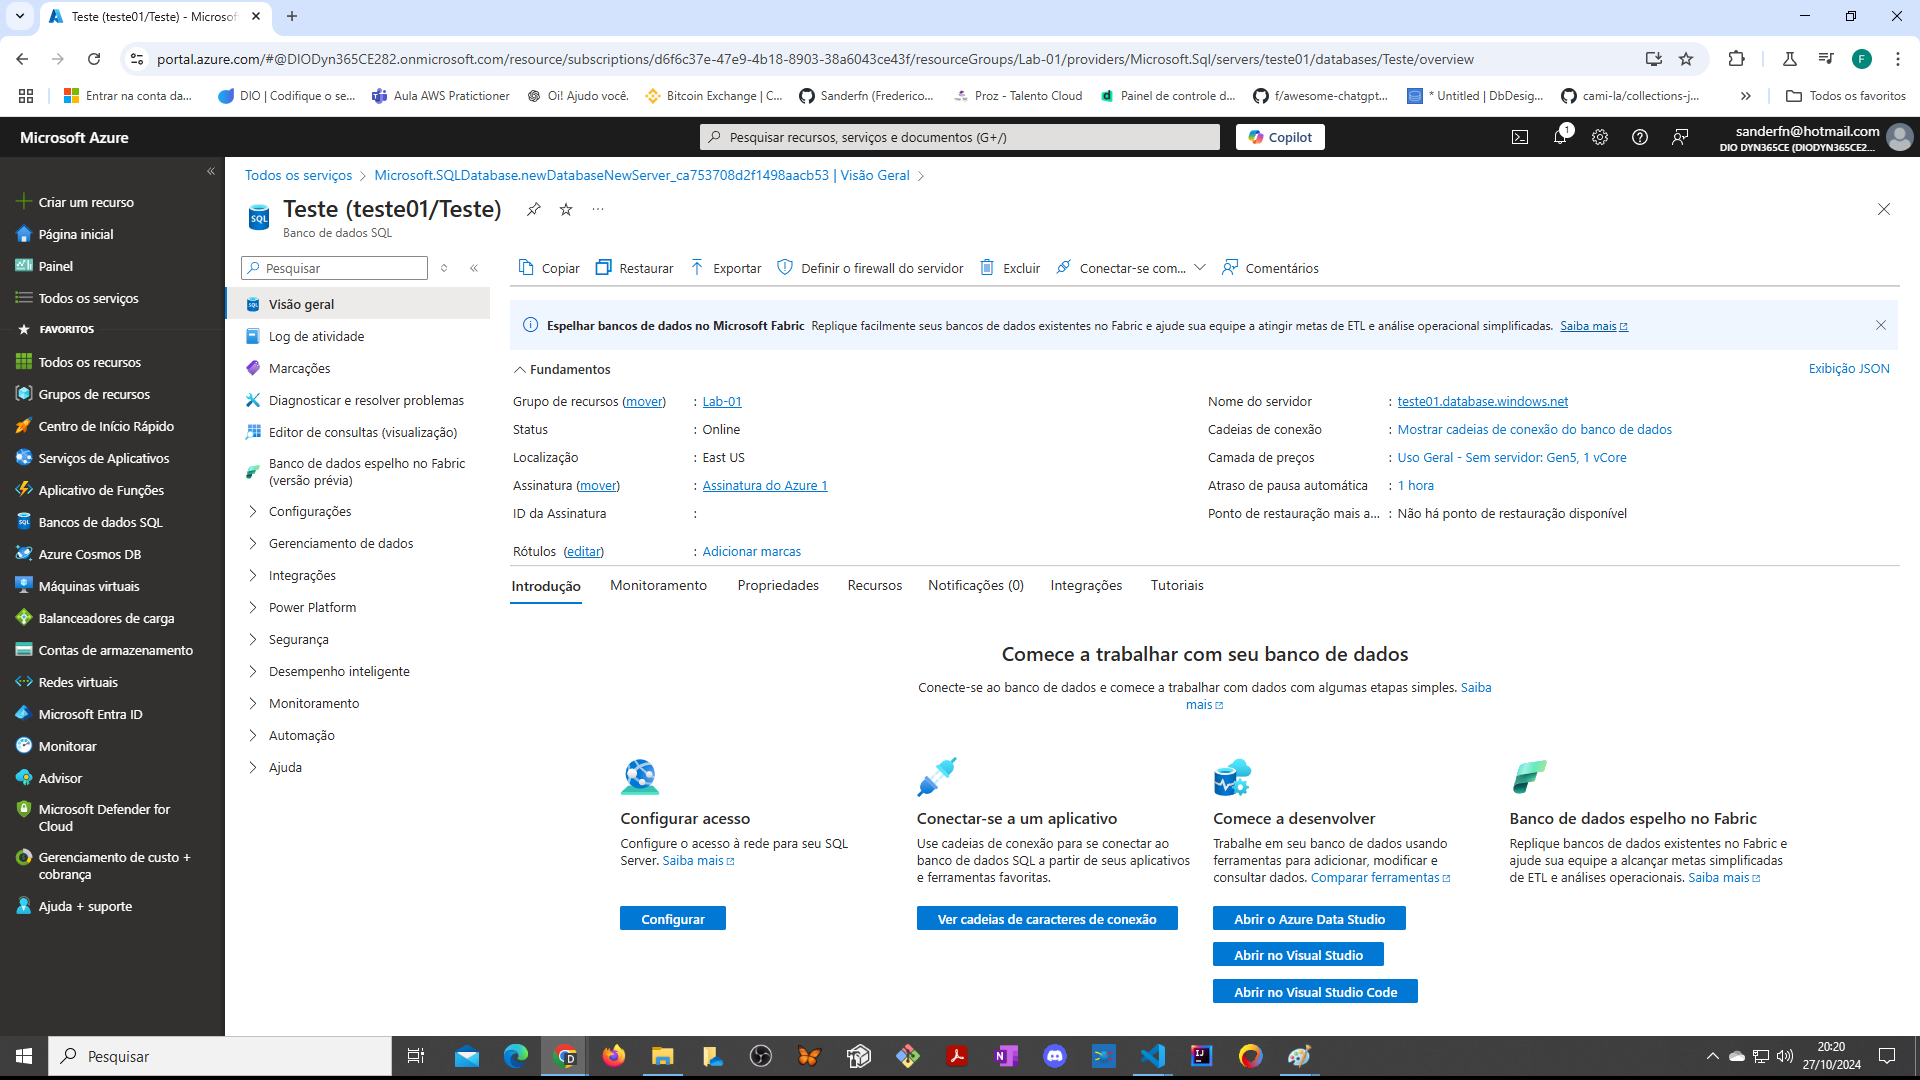 Teste (teste01/Teste) - Microsof
portal.azure.com/#@DIODyn365CE282.onmicrosoft.com/resource/subscriptions/d6f6c37e-47e9-4b18-8903-38a6043ce43f/resourceGroups/Lab-01/providers/Microsoft.Sql/servers/teste01/databases/Teste/overview
F
Entrar na conta da...
DIO | Codifique o se...
Aula AWS Pratictioner
Oi! Ajudo você.
Bitcoin Exchange | C...
Sanderfn (Frederico...
Proz - Talento Cloud
Painel de controle d...
f/awesome-chatgpt...
* Untitled | DbDesig...
cami-la/collections-j...
Todos os favoritos
Microsoft Azure
Pesquisar recursos, serviços e documentos (G+/)
Copilot
1
sanderfn@hotmail.com
DIO DYN365CE (DIODYN365CE2...
Criar um recurso
Página inicial
Painel
Todos os serviços
FAVORITOS
Todos os recursos
Grupos de recursos
Centro de Início Rápido
Serviços de Aplicativos
Aplicativo de Funções
Bancos de dados SQL
Azure Cosmos DB
Máquinas virtuais
Balanceadores de carga
Contas de armazenamento
Redes virtuais
Microsoft Entra ID
Monitorar
Advisor
Microsoft Defender for
Cloud
Gerenciamento de custo +
cobrança
Ajuda + suporte
Todos os serviços > Microsoft.SQLDatabase.newDatabaseNewServer_ca753708d2f1498aacb53 | Visão Geral >
SQL
Teste (teste01/Teste)
Banco de dados SQL
Pesquisar
Visão geral
Log de atividade
Marcações
Diagnosticar e resolver problemas
Editor de consultas (visualização)
Banco de dados espelho no Fabric
(versão prévia)
Configurações
Gerenciamento de dados
Integrações
Power Platform
Segurança
Desempenho inteligente
Monitoramento
Automação
Ajuda
Copiar
Restaurar
Exportar
Definir o firewall do servidor
Excluir
Conectar-se com...
Comentários
Espelhar bancos de dados no Microsoft Fabric Replique facilmente seus bancos de dados existentes no Fabric e ajude sua equipe a atingir metas de ETL e análise operacional simplificadas. Saiba mais
Fundamentos
Exibição JSON
Grupo de recursos (mover) : Lab-01
Status : Online
Localização : East US
Assinatura (mover) : Assinatura do Azure 1
ID da Assinatura :
Rótulos (editar) : Adicionar marcas
Nome do servidor : teste01.database.windows.net
Cadeias de conexão : Mostrar cadeias de conexão do banco de dados
Camada de preços : Uso Geral - Sem servidor: Gen5, 1 vCore
Atraso de pausa automática : 1 hora
Ponto de restauração mais a... : Não há ponto de restauração disponível
Introdução
Monitoramento
Propriedades
Recursos
Notificações (0)
Integrações
Tutoriais
Comece a trabalhar com seu banco de dados
Conecte-se ao banco de dados e comece a trabalhar com dados com algumas etapas simples. Saiba
mais
Configurar acesso
Configure o acesso à rede para seu SQL
Server. Saiba mais
Configurar
Conectar-se a um aplicativo
Use cadeias de conexão para se conectar ao
banco de dados SQL a partir de seus aplicativos
e ferramentas favoritas.
Ver cadeias de caracteres de conexão
Comece a desenvolver
Trabalhe em seu banco de dados usando
ferramentas para adicionar, modificar e
consultar dados. Comparar ferramentas
Abrir o Azure Data Studio
Abrir no Visual Studio
Abrir no Visual Studio Code
Banco de dados espelho no Fabric
Replique bancos de dados existentes no Fabric e
ajude sua equipe a alcançar metas simplificadas
de ETL e análises operacionais. Saiba mais
Pesquisar
20:20
27/10/2024